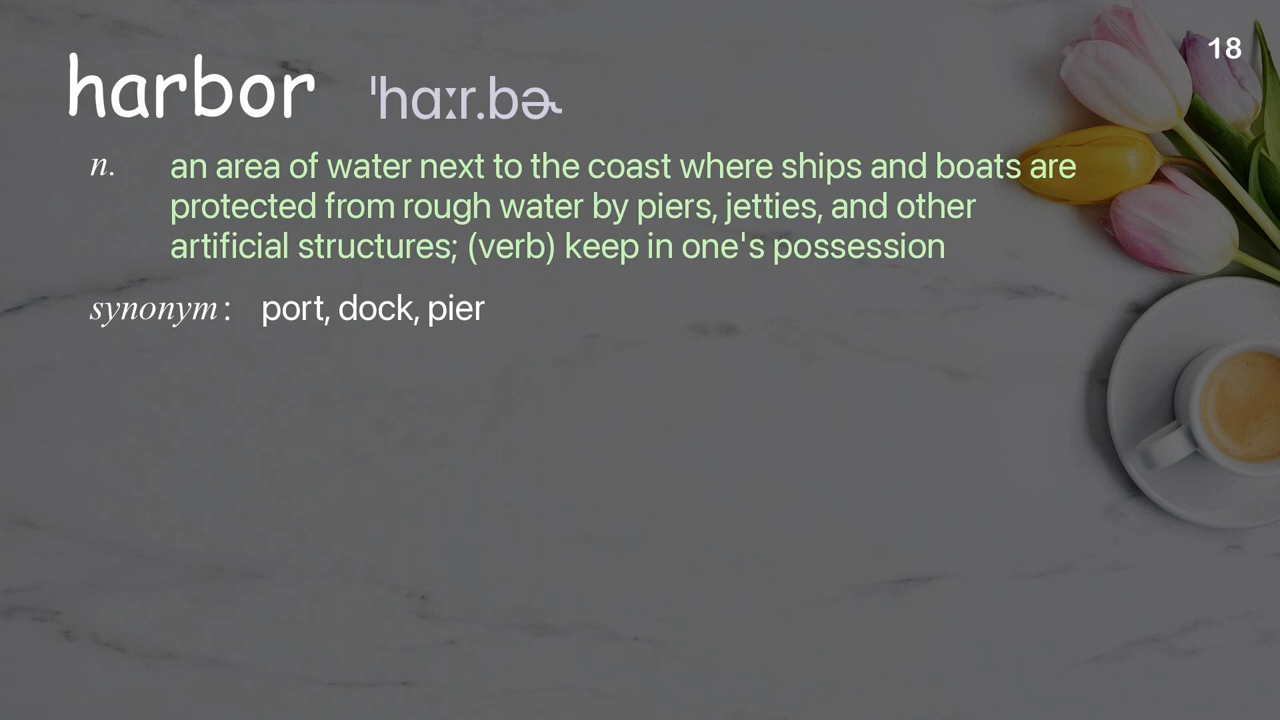 18
harbor ˈhɑːr.bɚ
n. an area of water next to the coast where ships and boats are
protected from rough water by piers, jetties, and other
artificial structures; (verb) keep in one's possession
synonym: port, dock, pier